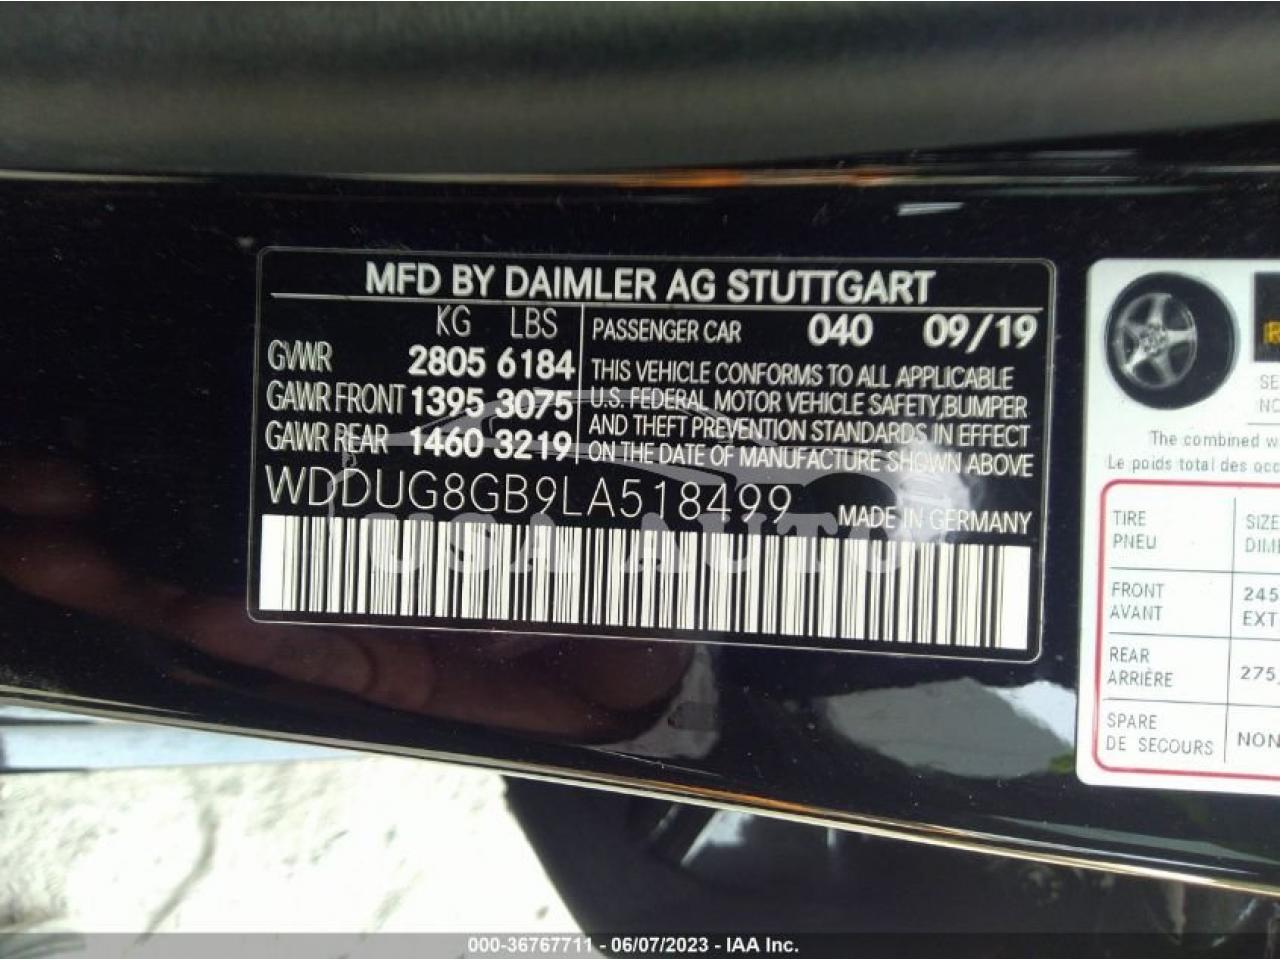 MFD BY DAIMLER AG STUTTGART
KG LBS
GVWR 2805 6184
GAWR FRONT 1395 3075
GAWR REAR 1460 3219
PASSENGER CAR 040 09/19
THIS VEHICLE CONFORMS TO ALL APPLICABLE
U.S. FEDERAL MOTOR VEHICLE SAFETY, BUMPER
AND THEFT PREVENTION STANDARDS IN EFFECT
ON THE DATE OF MANUFACTURE SHOWN ABOVE
WDDUG8GB9LA518499
MADE IN GERMANY
USA AUTO
SE
NO
The combined w
Le poids total des occ
TIRE SIZE
PNEU DIM
FRONT 245
AVANT EXT
REAR
ARRIÈRE 275
SPARE
DE SECOURS NON
000-36767711 - 06/07/2023 - IAA Inc.